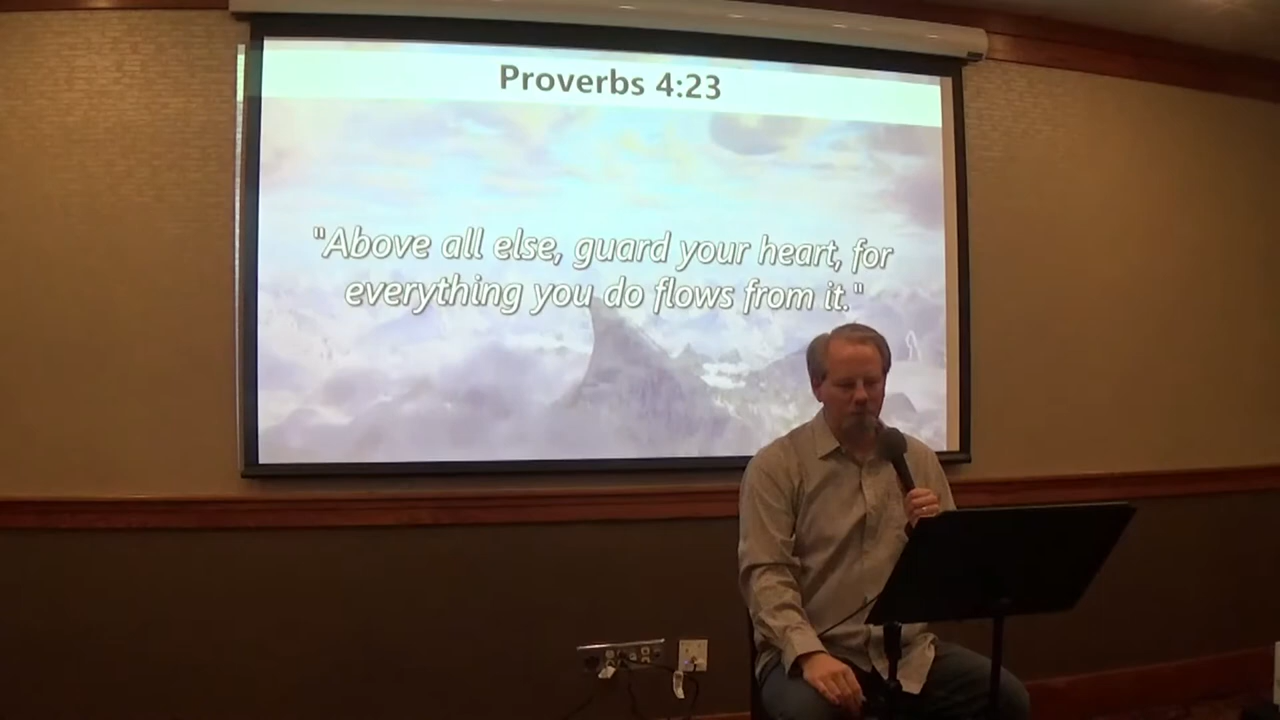 Proverbs 4:23
"Above all else, guard your heart, for
everything you do flows from it."